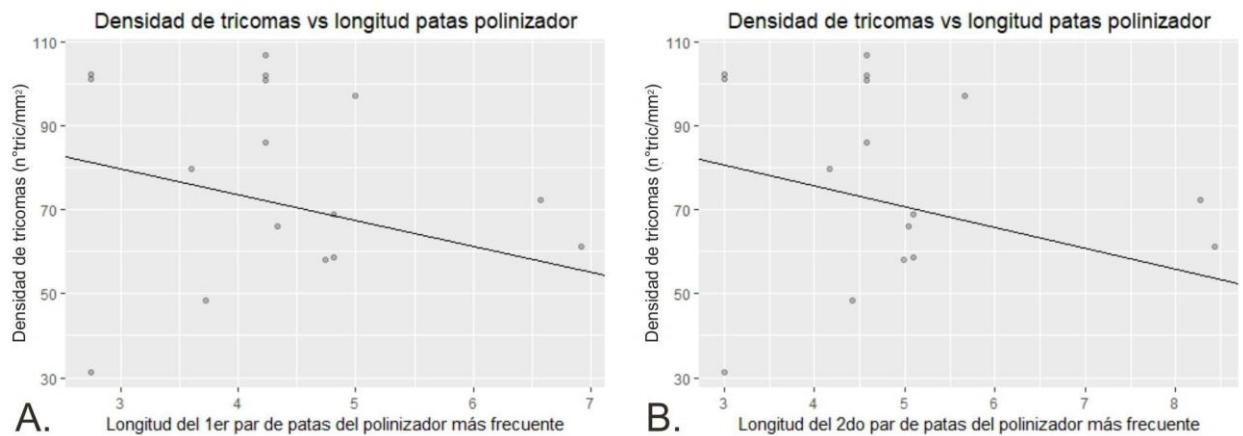 Densidad de tricomas vs longitud patas polinizador
Densidad de tricomas (n°tric/mm²)
110
90
70
50
30
3
4
5
6
7
A.
Longitud del 1er par de patas del polinizador más frecuente
Densidad de tricomas vs longitud patas polinizador
Densidad de tricomas (n°tric/mm²)
110
90
70
50
30
3
4
5
6
7
8
B.
Longitud del 2do par de patas del polinizador más frecuente